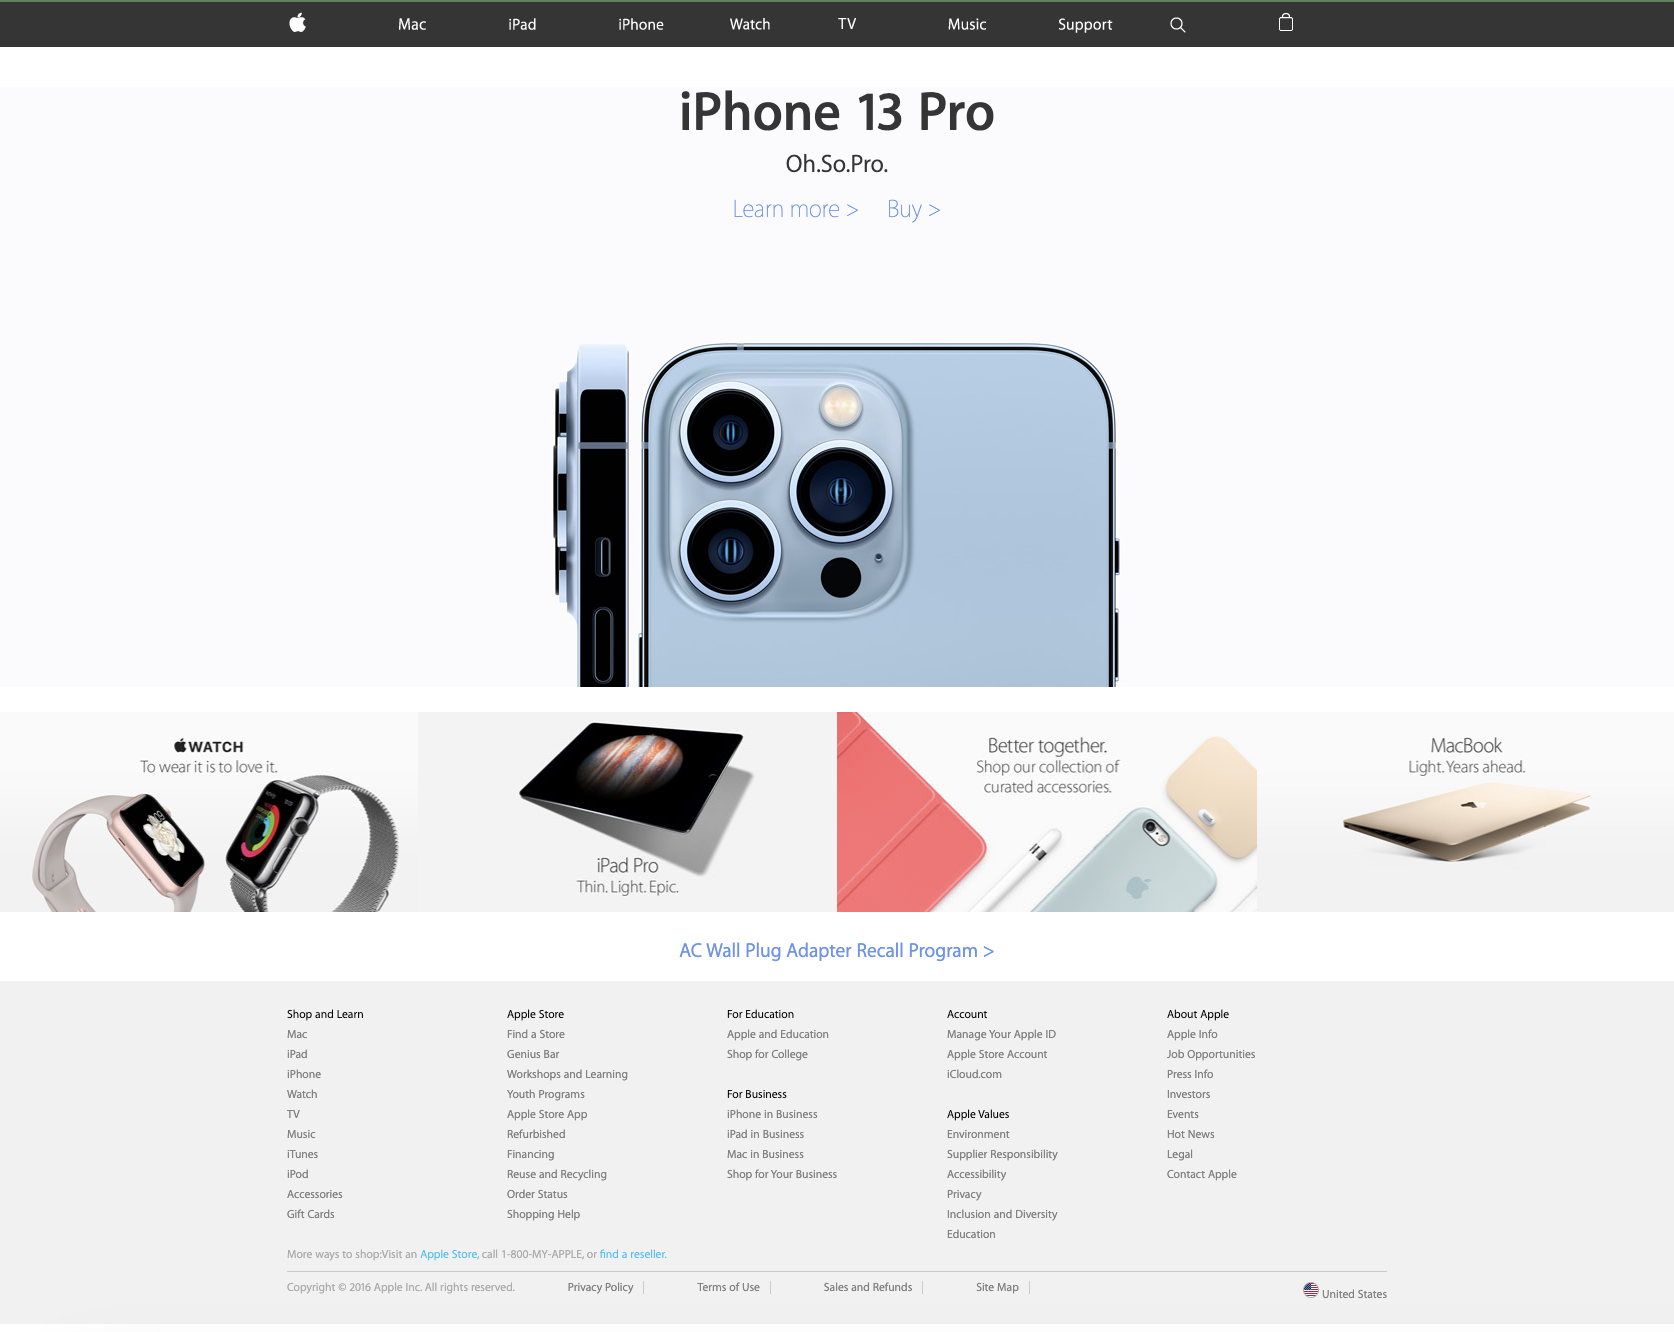 Mac iPad iPhone Watch TV Music Support
iPhone 13 Pro
Oh.So.Pro.
Learn more > Buy >
WATCH
To wear it is to love it.
iPad Pro
Thin. Light. Epic.
Better together.
Shop our collection of
curated accessories.
MacBook
Light. Years ahead.
AC Wall Plug Adapter Recall Program >
Shop and Learn
Mac
iPad
iPhone
Watch
TV
Music
iTunes
iPod
Accessories
Gift Cards
Apple Store
Find a Store
Genius Bar
Workshops and Learning
Youth Programs
Apple Store App
Refurbished
Financing
Reuse and Recycling
Order Status
Shopping Help
For Education
Apple and Education
Shop for College
For Business
iPhone in Business
iPad in Business
Mac in Business
Shop for Your Business
Account
Manage Your Apple ID
Apple Store Account
iCloud.com
Apple Values
Environment
Supplier Responsibility
Accessibility
Privacy
Inclusion and Diversity
Education
About Apple
Apple Info
Job Opportunities
Press Info
Investors
Events
Hot News
Legal
Contact Apple
More ways to shop:Visit an Apple Store, call 1-800-MY-APPLE, or find a reseller.
Copyright © 2016 Apple Inc. All rights reserved. Privacy Policy Terms of Use Sales and Refunds Site Map United States